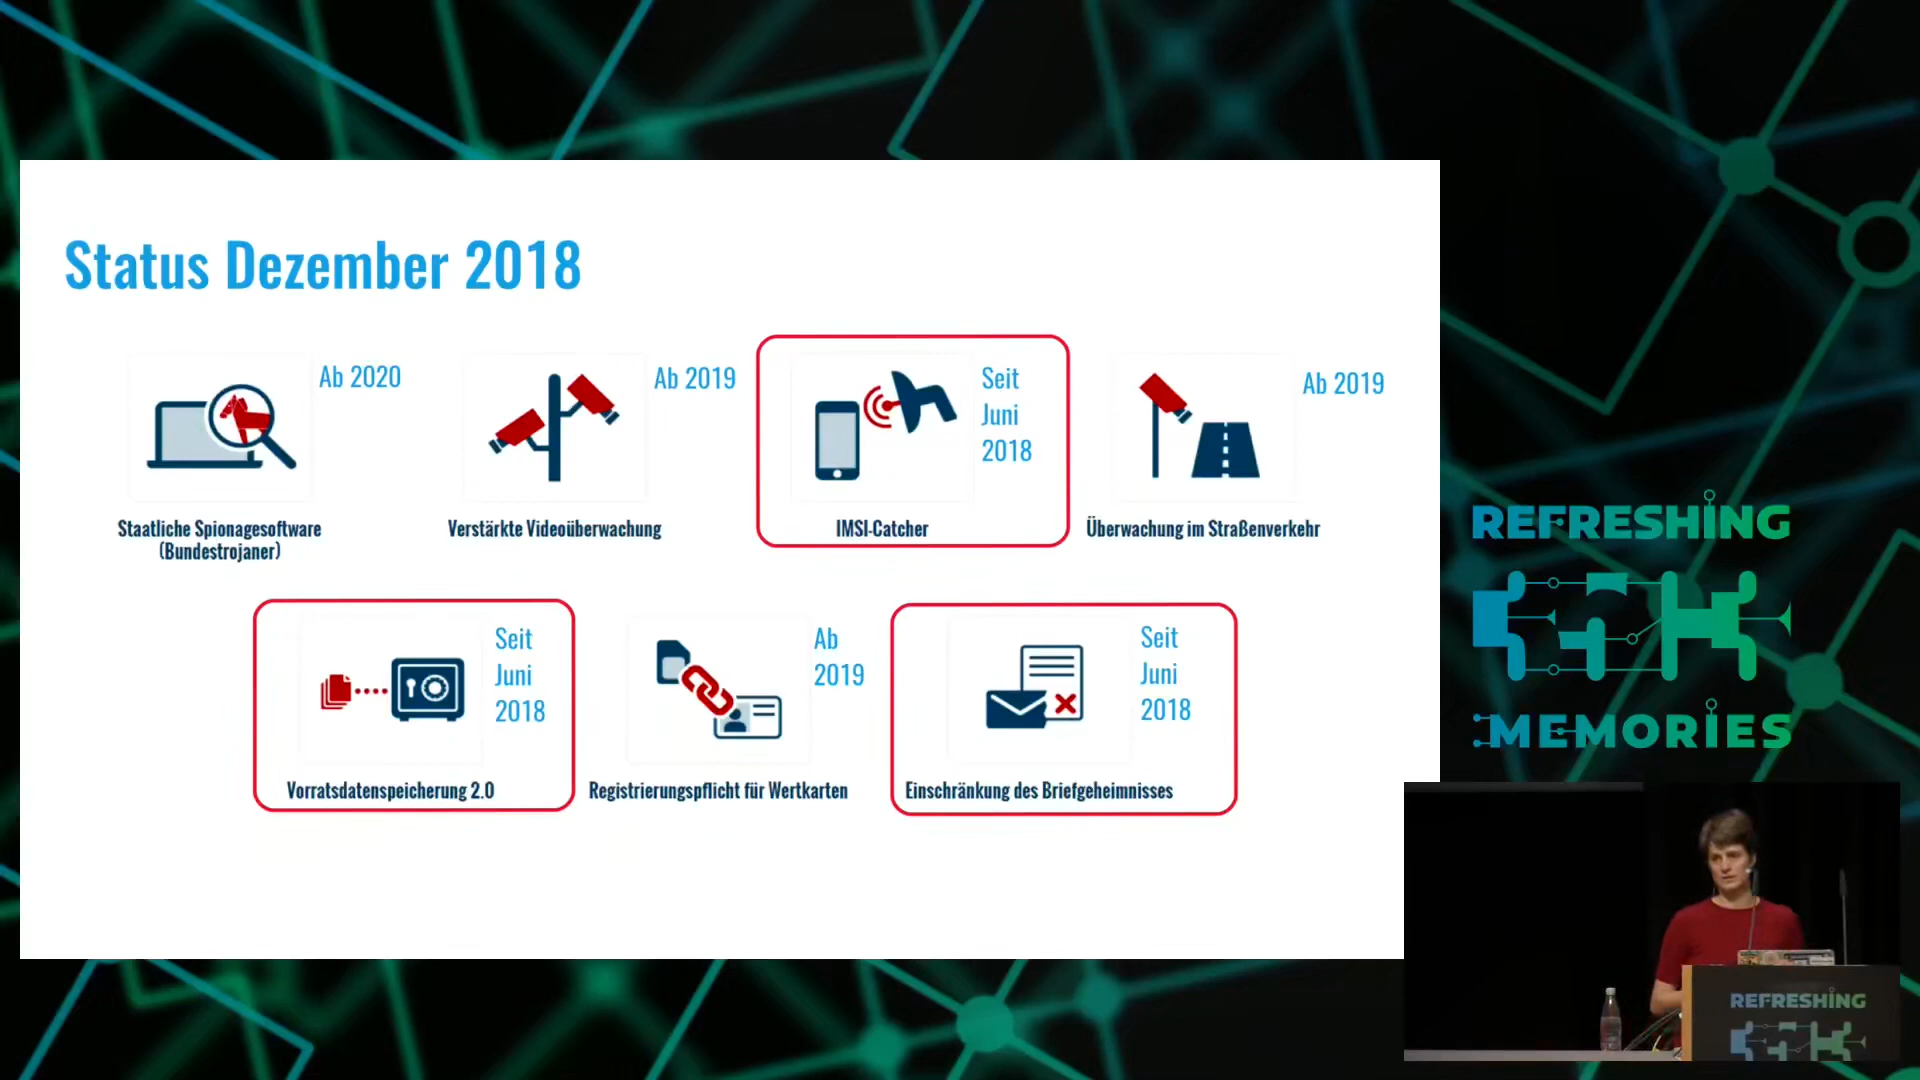 Status Dezember 2018
Ab 2020
Staatliche Spionagesoftware
(Bundestrojaner)
Ab 2019
Verstärkte Videoüberwachung
Seit
Juni
2018
IMSI-Catcher
Ab 2019
Überwachung im Straßenverkehr
Seit
Juni
2018
Vorratsdatenspeicherung 2.0
Ab
2019
Registrierungspflicht für Wertkarten
Seit
Juni
2018
Einschränkung des Briefgeheimnisses
REFRESHING
MEMORIES
REFRESHING